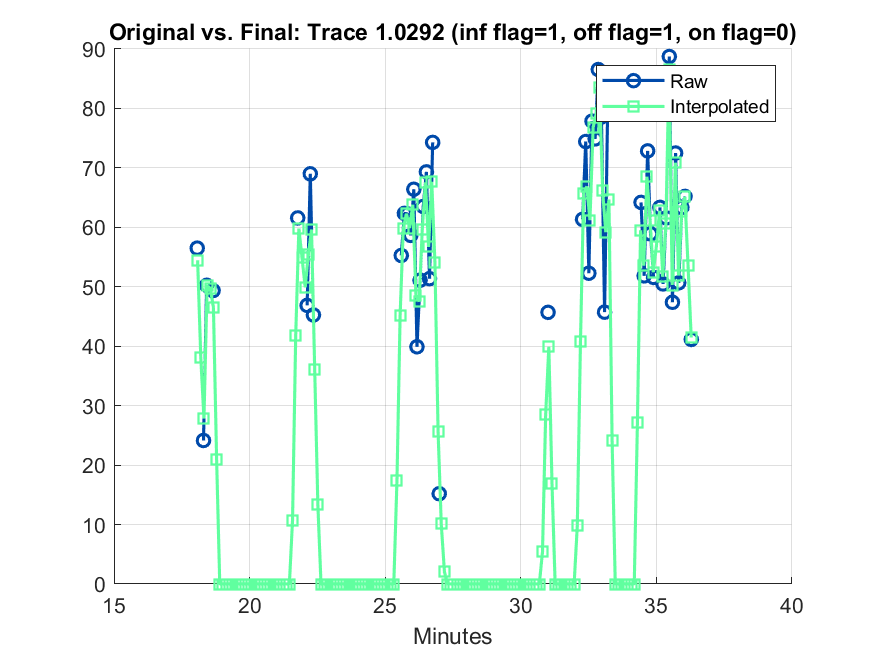 Original vs. Final: Trace 1.0292 (inf flag=1, off flag=1, on flag=0)
90
80
70
60
50
40
30
20
10
0
Raw
Interpolated
15 20 25 30 35 40
Minutes